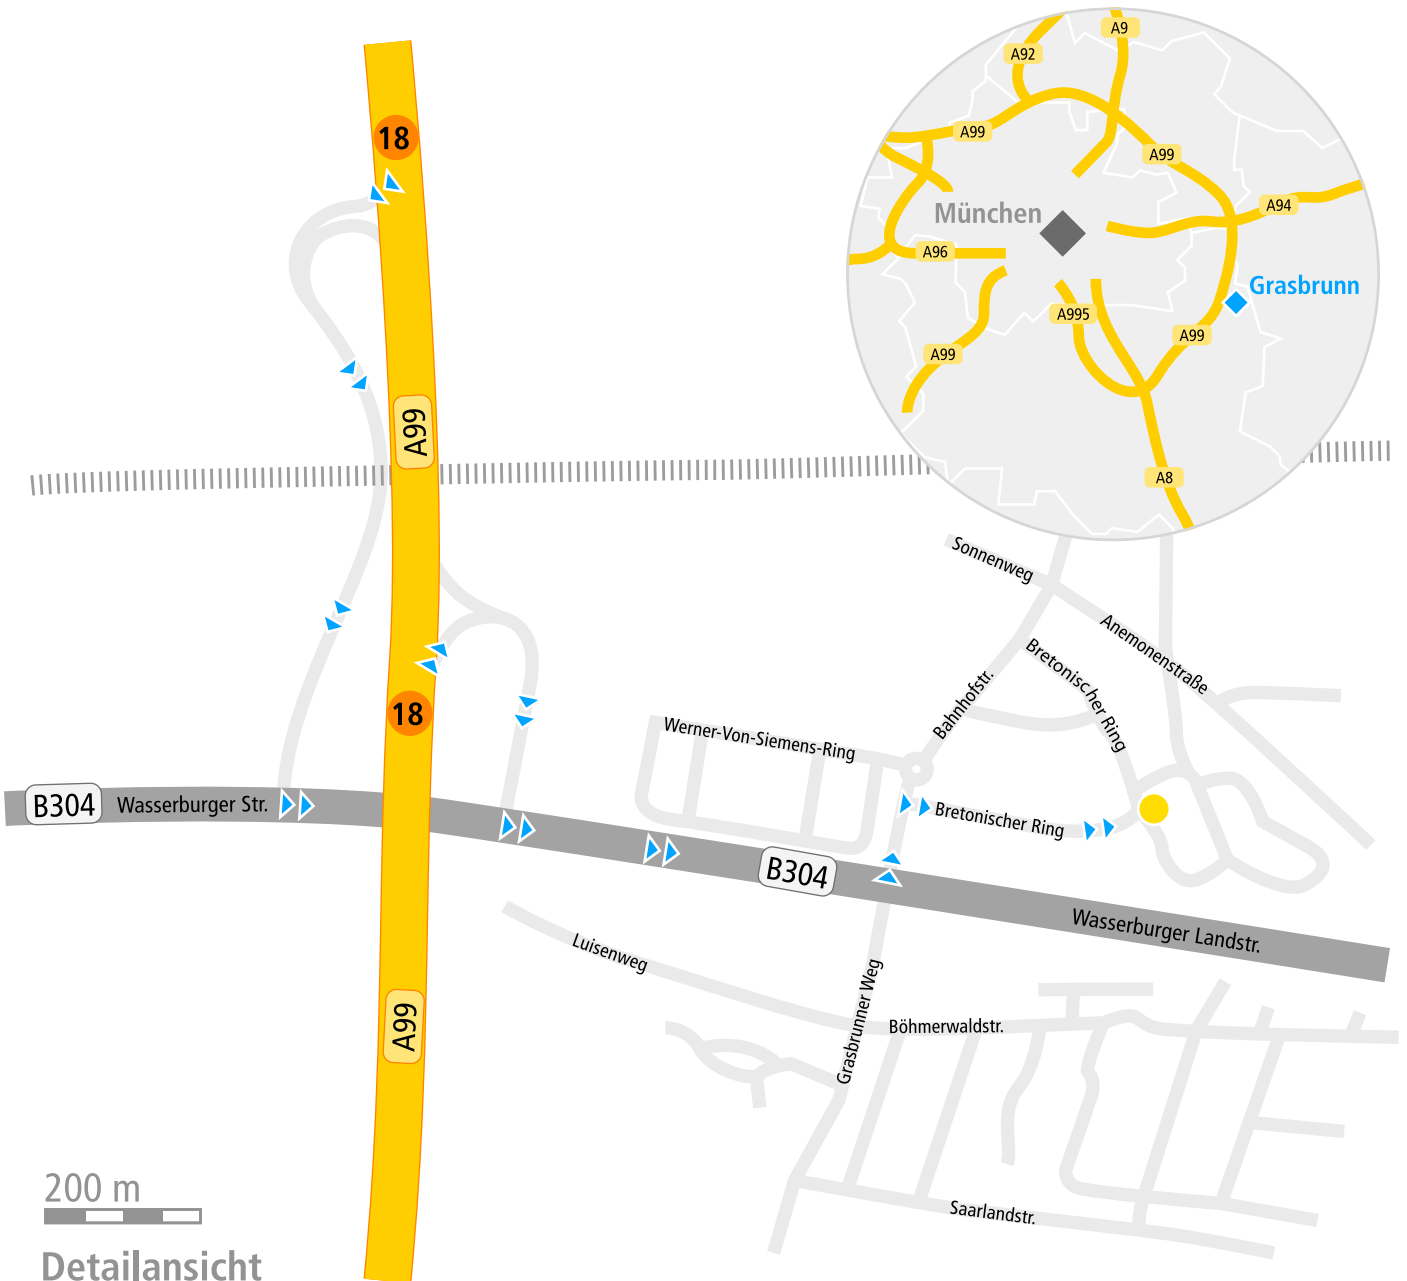 A9
A92
A99
A99
A94
München
A96
Grasbrunn
A995
A99
A99
A8
18
A99
Sonnenweg
Anemonenstraße
Bretonischer Ring
Bahnhofstr.
18
Werner-Von-Siemens-Ring
B304
Wasserburger Str.
Bretonischer Ring
B304
Wasserburger Landstr.
Luisenweg
Grasbrunner Weg
Böhmerwaldstr.
A99
Saarlandstr.
200 m
Detailansicht